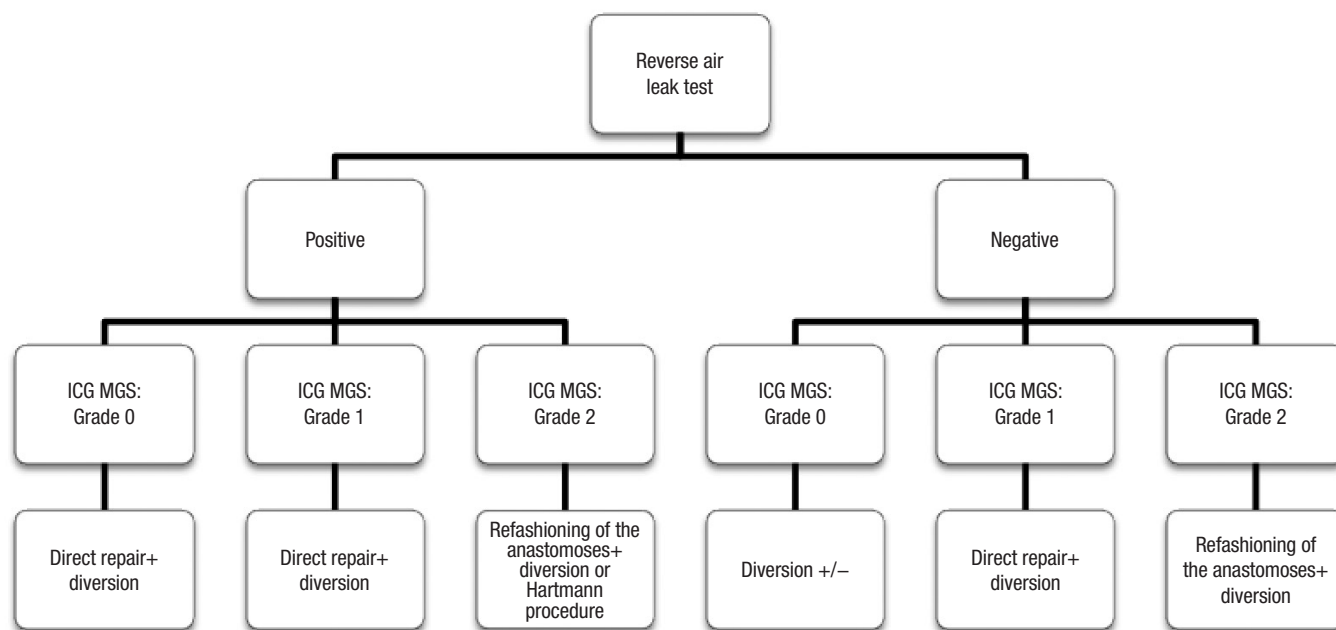 Reverse air
leak test
Positive
Negative
ICG MGS:
Grade 0
ICG MGS:
Grade 1
ICG MGS:
Grade 2
ICG MGS:
Grade 0
ICG MGS:
Grade 1
ICG MGS:
Grade 2
Direct repair+
diversion
Direct repair+
diversion
Refashioning of the
anastomoses+
diversion or
Hartmann
procedure
Diversion +/−
Direct repair+
diversion
Refashioning of
the anastomoses+
diversion